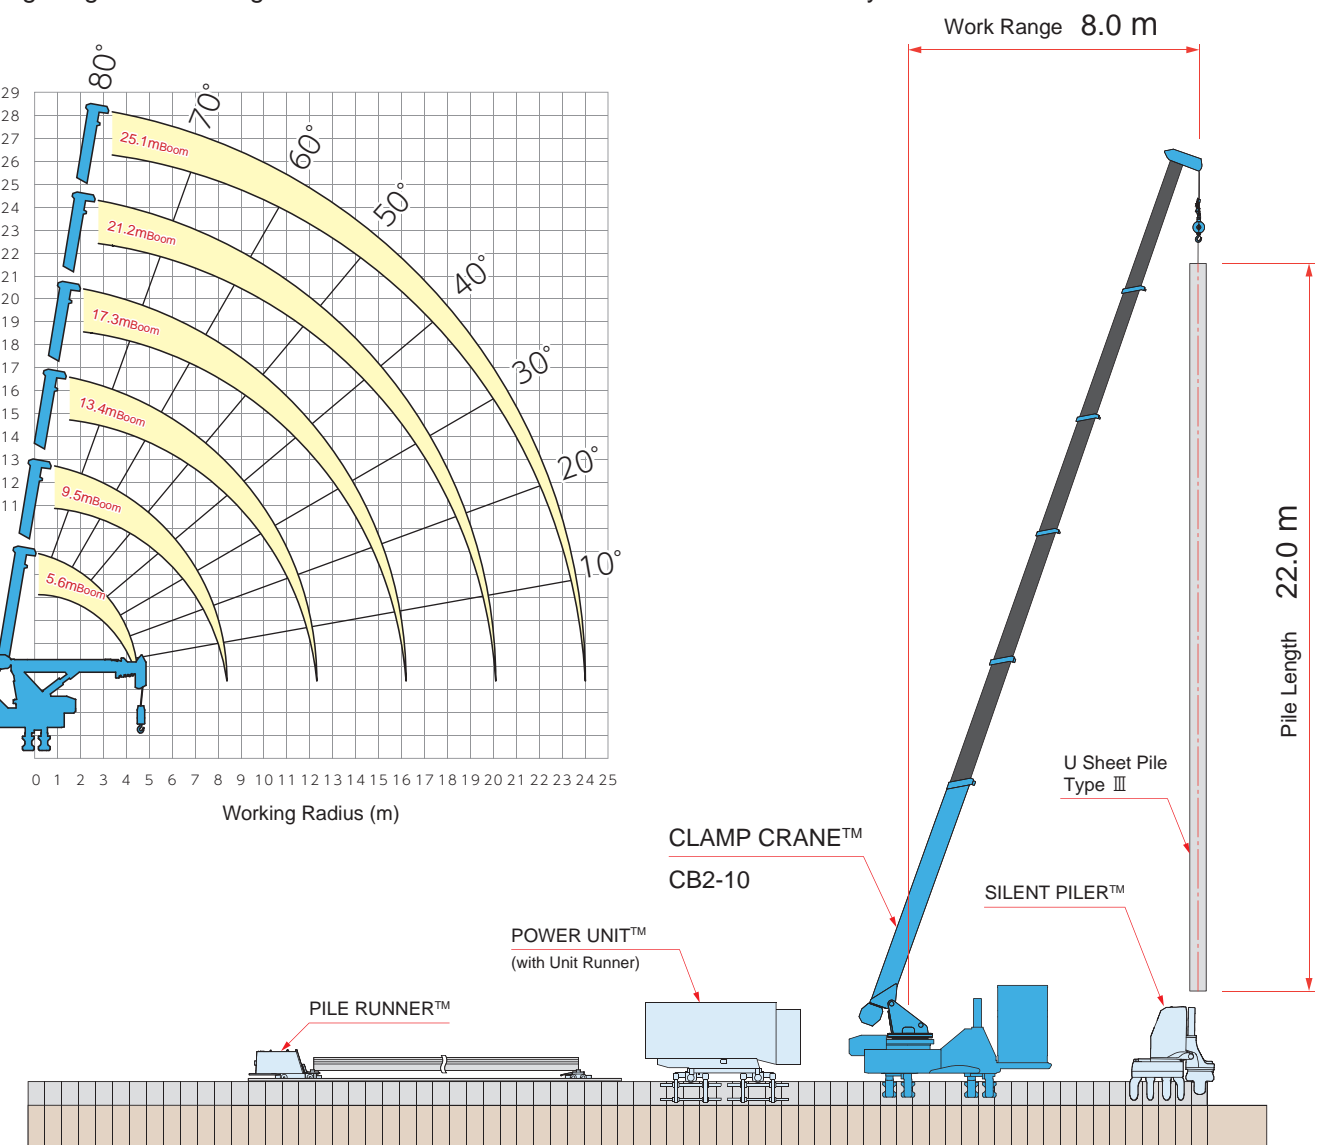 Work Range 8.0 m
80°
70°
60°
50°
40°
30°
20°
10°
29
28
27
26
25
24
23
22
21
20
19
18
17
16
15
14
13
12
11
25.1mBoom
21.2mBoom
17.3mBoom
13.4mBoom
9.5mBoom
5.6mBoom
0 1 2 3 4 5 6 7 8 9 10 11 12 13 14 15 16 17 18 19 20 21 22 23 24 25
Working Radius (m)
Pile Length 22.0 m
U Sheet Pile
Type Ⅲ
CLAMP CRANE™
CB2-10
SILENT PILER™
POWER UNIT™
(with Unit Runner)
PILE RUNNER™